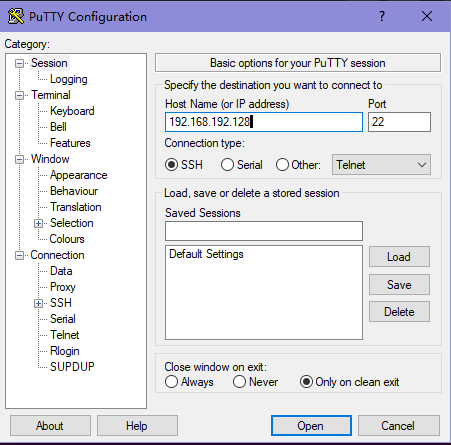 PuTTY Configuration
?
Category:
Session
Logging
Terminal
Keyboard
Bell
Features
Window
Appearance
Behaviour
Translation
Selection
Colours
Connection
Data
Proxy
SSH
Serial
Telnet
Rlogin
SUPDUP
Basic options for your PuTTY session
Specify the destination you want to connect to
Host Name (or IP address) Port
192.168.192.128 22
Connection type:
SSH Serial Other: Telnet
Load, save or delete a stored session
Saved Sessions
Default Settings
Load
Save
Delete
Close window on exit:
Always Never Only on clean exit
About Help Open Cancel